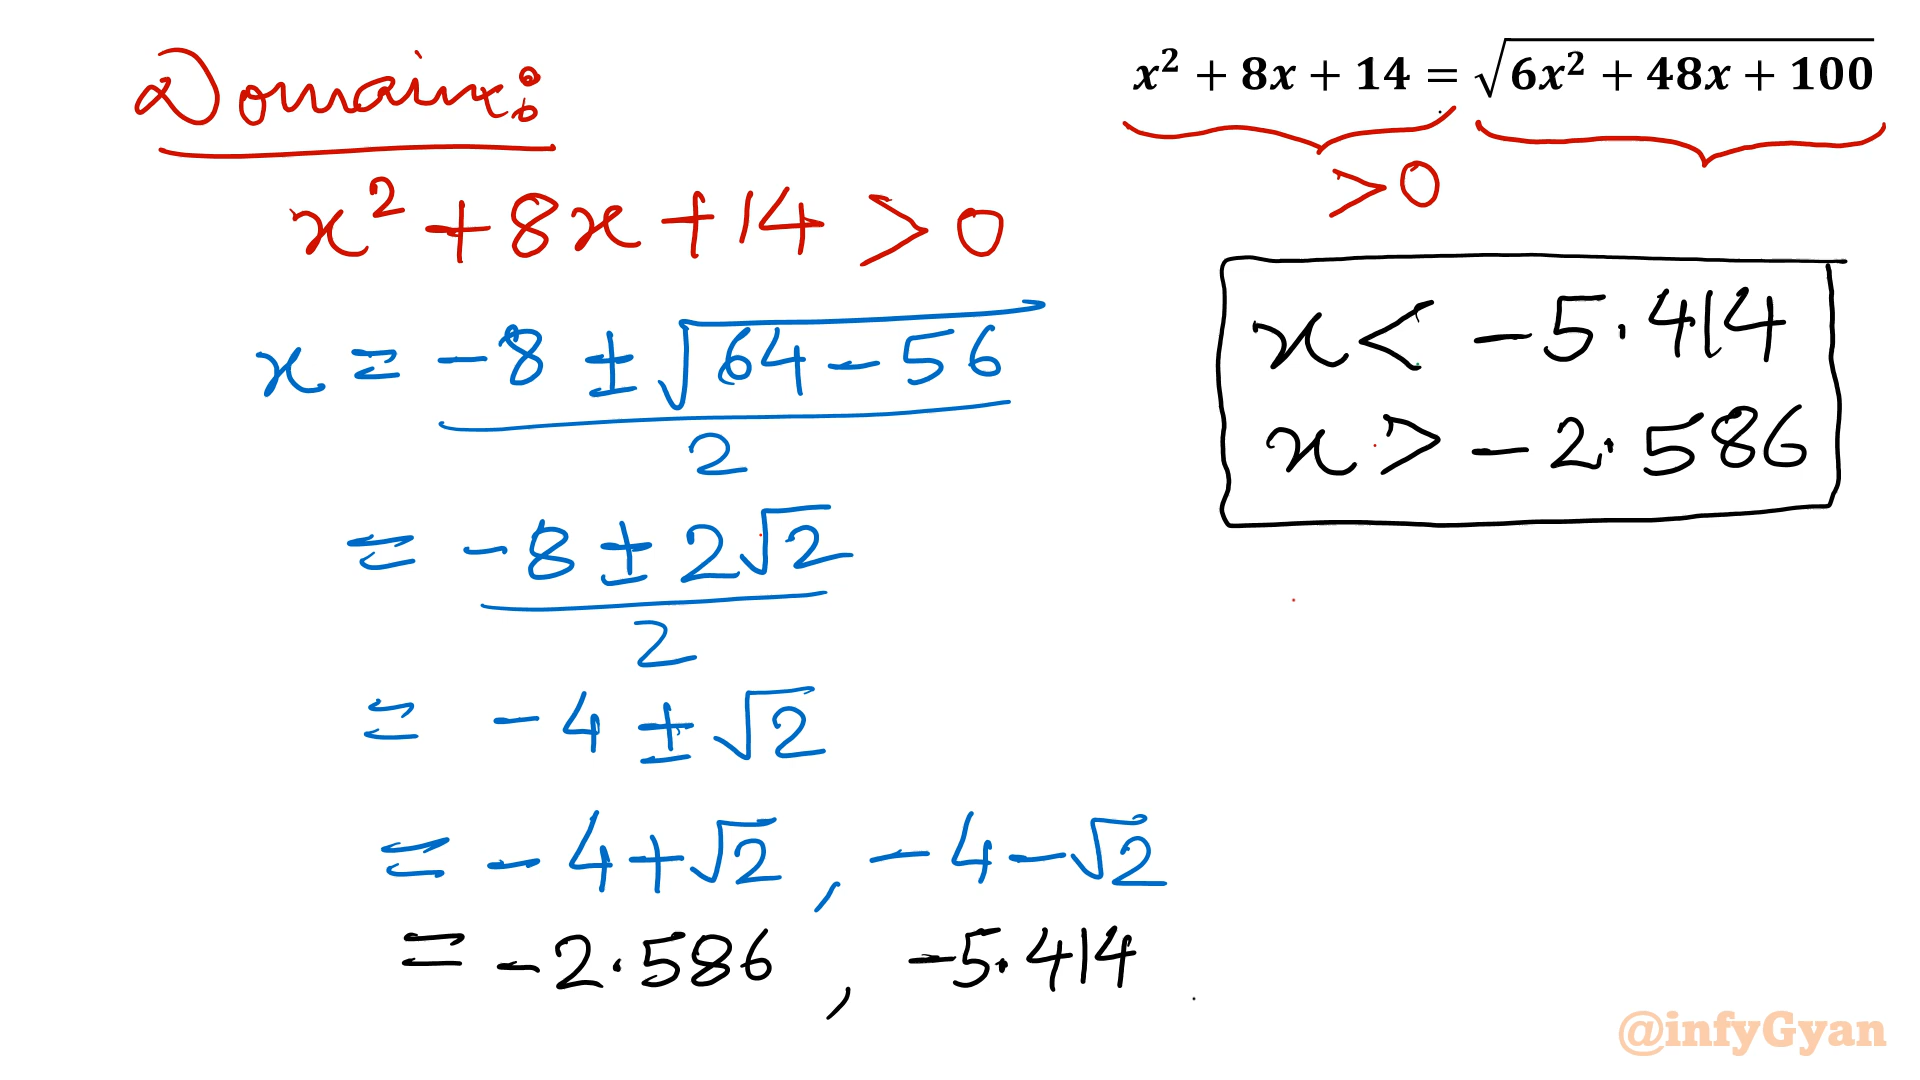 Domain:
x² + 8x + 14 = √(6x² + 48x + 100)
> 0
x² + 8x + 14 > 0
x < -5.414
x > -2.586
x = (-8 ± √(64 - 56)) / 2
= (-8 ± 2√2) / 2
= -4 ± √2
= -4 + √2 , -4 - √2
= -2.586 , -5.414
@infyGyan